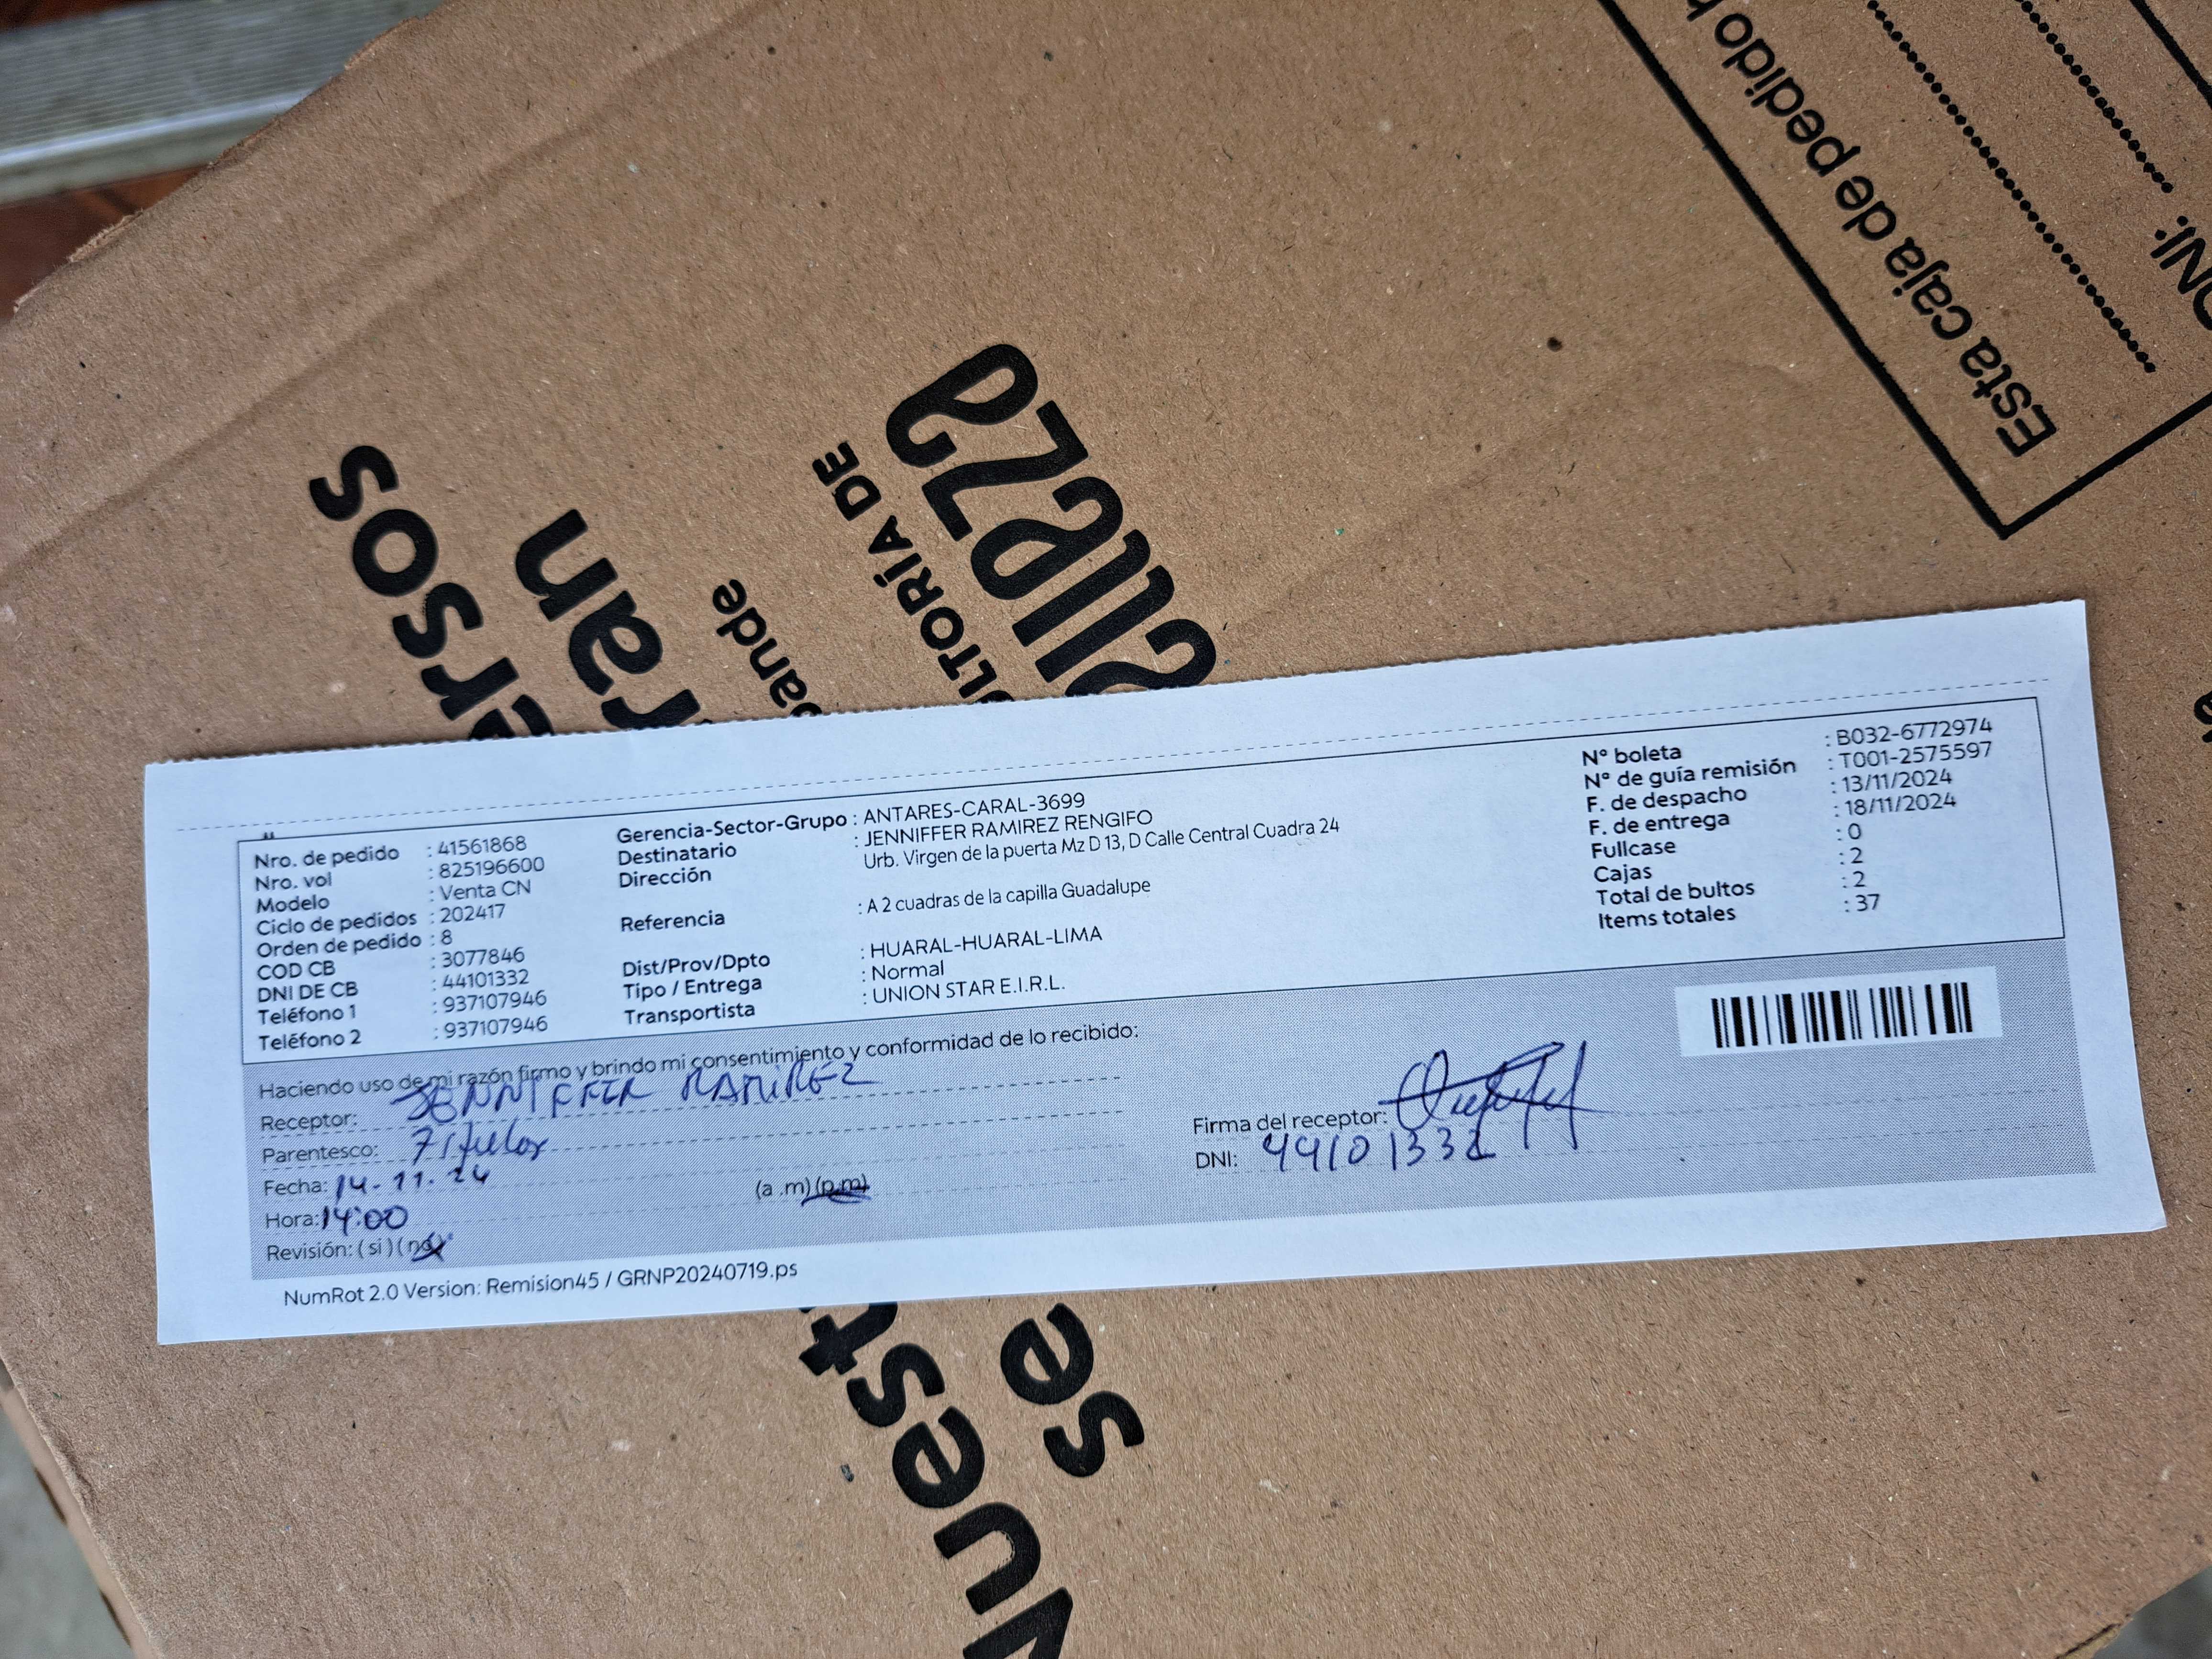 Esta caja de pedido
DNI:
ersos
ran
ande
DE
za
Nro. de pedido : 41561868
Nro. vol : 825196600
Modelo : Venta CN
Ciclo de pedidos : 202417
Orden de pedido : 8
COD CB : 3077846
DNI DE CB : 44101332
Teléfono 1 : 937107946
Teléfono 2 : 937107946
Gerencia-Sector-Grupo : ANTARES-CARAL-3699
Destinatario : JENNIFFER RAMIREZ RENGIFO
Dirección Urb. Virgen de la puerta Mz D 13, D Calle Central Cuadra 24
Referencia : A 2 cuadras de la capilla Guadalupe
Dist/Prov/Dpto : HUARAL-HUARAL-LIMA
Tipo / Entrega : Normal
Transportista : UNION STAR E.I.R.L.
N° boleta : B032-6772974
N° de guía remisión : T001-2575597
F. de despacho : 13/11/2024
F. de entrega : 18/11/2024
Fullcase : 0
Cajas : 2
Total de bultos : 2
Items totales : 37
Haciendo uso de mi razón firmo y brindo mi consentimiento y conformidad de lo recibido:
Receptor: JENNIFFER RAMIREZ
Parentesco:
Fecha: 14-11-24
Hora: 14:00 (a .m) (p.m)
Revisión: ( si ) ( no )
Firma del receptor:
DNI: 44101332
NumRot 2.0 Version: Remision45 / GRNP20240719.ps
Nuest
se